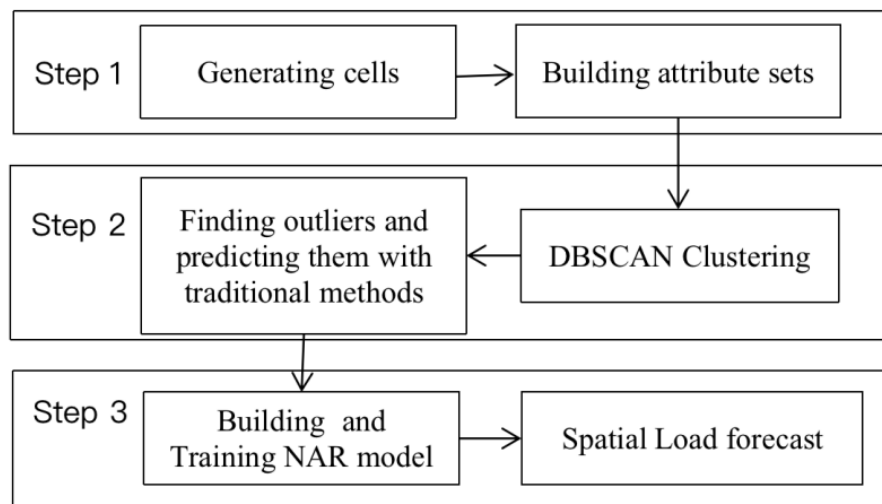 Step 1
Generating cells
Building attribute sets
Step 2
Finding outliers and
predicting them with
traditional methods
DBSCAN Clustering
Step 3
Building and
Training NAR model
Spatial Load forecast